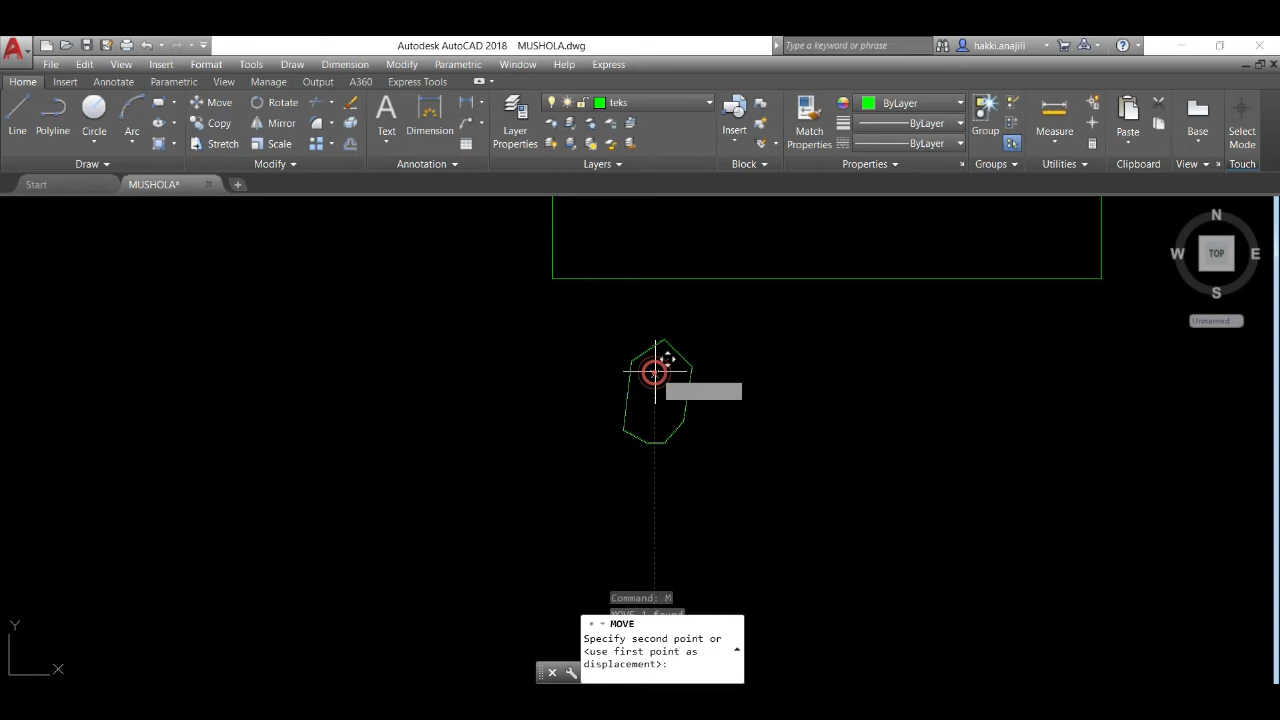 Autodesk AutoCAD 2018 MUSHOLA.dwg
Type a keyword or phrase
hakki.anajili
File Edit View Insert Format Tools Draw Dimension Modify Parametric Window Help Express
Home Insert Annotate Parametric View Manage Output A360 Express Tools
Move Rotate
teks
ByLayer
Copy Mirror
ByLayer
Line Polyline Circle Arc
Text Dimension
Layer Properties
Insert
Match Properties
Group Measure Paste Base
Select Mode
Stretch Scale
ByLayer
Draw Modify Annotation Layers Block Properties Groups Utilities Clipboard View Touch
Start MUSHOLA*
N
W TOP E
S
Unnamed
Command: M
MOVE 1 found
MOVE
Specify second point or
<use first point as
displacement>:
Y
X